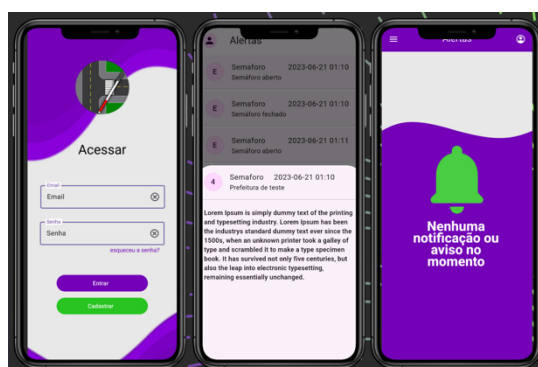 Acessar
Email
Email
Senha
Senha
esqueceu a senha?
Entrar
Cadastrar
Alertas
E
Semaforo 2023-06-21 01:10
Semáforo aberto
E
Semaforo 2023-06-21 01:10
Semáforo fechado
E
Semaforo 2023-06-21 01:11
Semáforo aberto
4
Semaforo 2023-06-21 01:10
Prefeitura de teste
Lorem Ipsum is simply dummy text of the printing
and typesetting industry. Lorem Ipsum has been
the industrys standard dummy text ever since the
1500s, when an unknown printer took a galley of
type and scrambled it to make a type specimen
book. It has survived not only five centuries, but
also the leap into electronic typesetting,
remaining essentially unchanged.
Alertas
Nenhuma
notificação ou
aviso no
momento